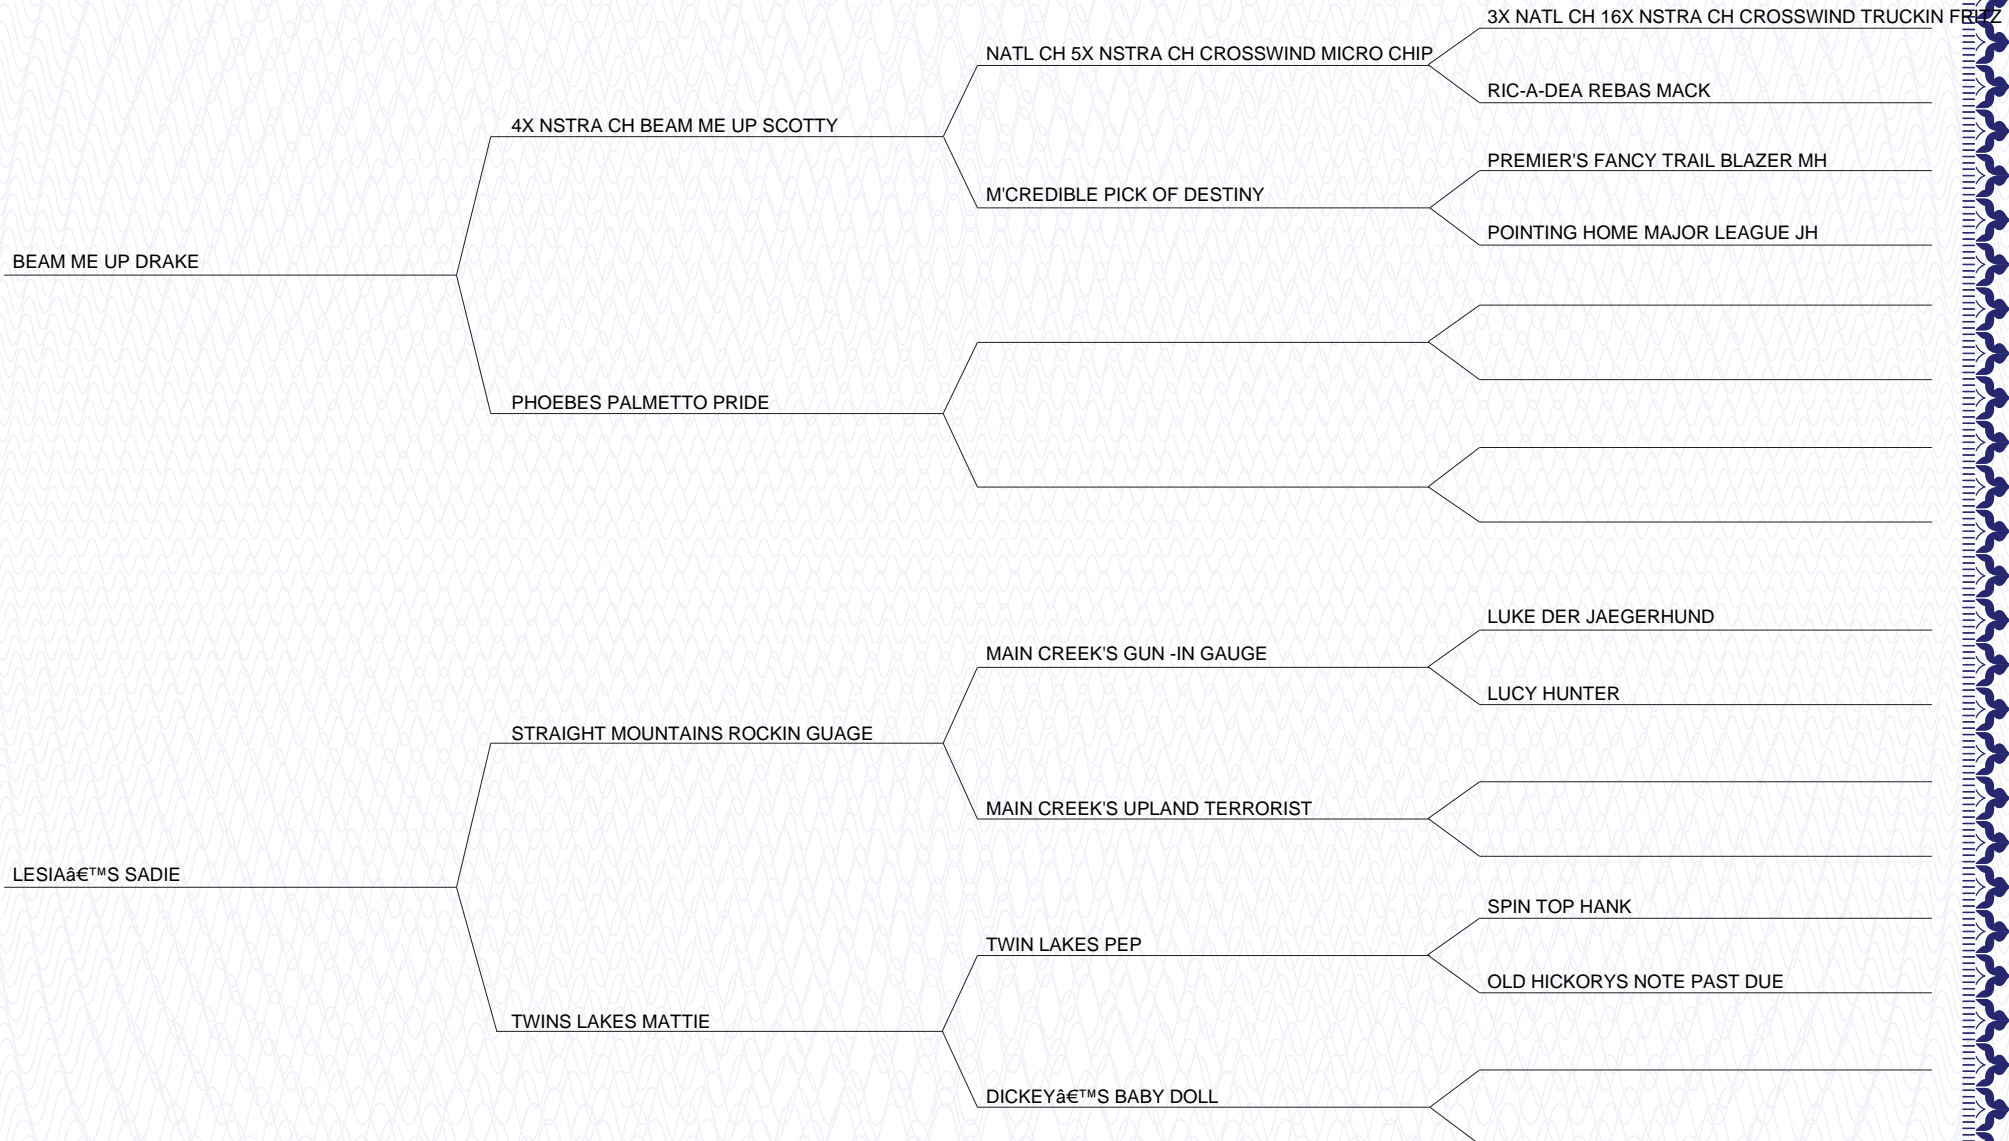 3X NATL CH 16X NSTRA CH CROSSWIND TRUCKIN FRITZ
NATL CH 5X NSTRA CH CROSSWIND MICRO CHIP
RIC-A-DEA REBAS MACK
4X NSTRA CH BEAM ME UP SCOTTY
PREMIER'S FANCY TRAIL BLAZER MH
M'CREDIBLE PICK OF DESTINY
POINTING HOME MAJOR LEAGUE JH
BEAM ME UP DRAKE
PHOEBES PALMETTO PRIDE
LUKE DER JAEGERHUND
MAIN CREEK'S GUN -IN GAUGE
LUCY HUNTER
STRAIGHT MOUNTAINS ROCKIN GUAGE
MAIN CREEK'S UPLAND TERRORIST
LESIAâ€™S SADIE
SPIN TOP HANK
TWIN LAKES PEP
OLD HICKORYS NOTE PAST DUE
TWINS LAKES MATTIE
DICKEYâ€™S BABY DOLL